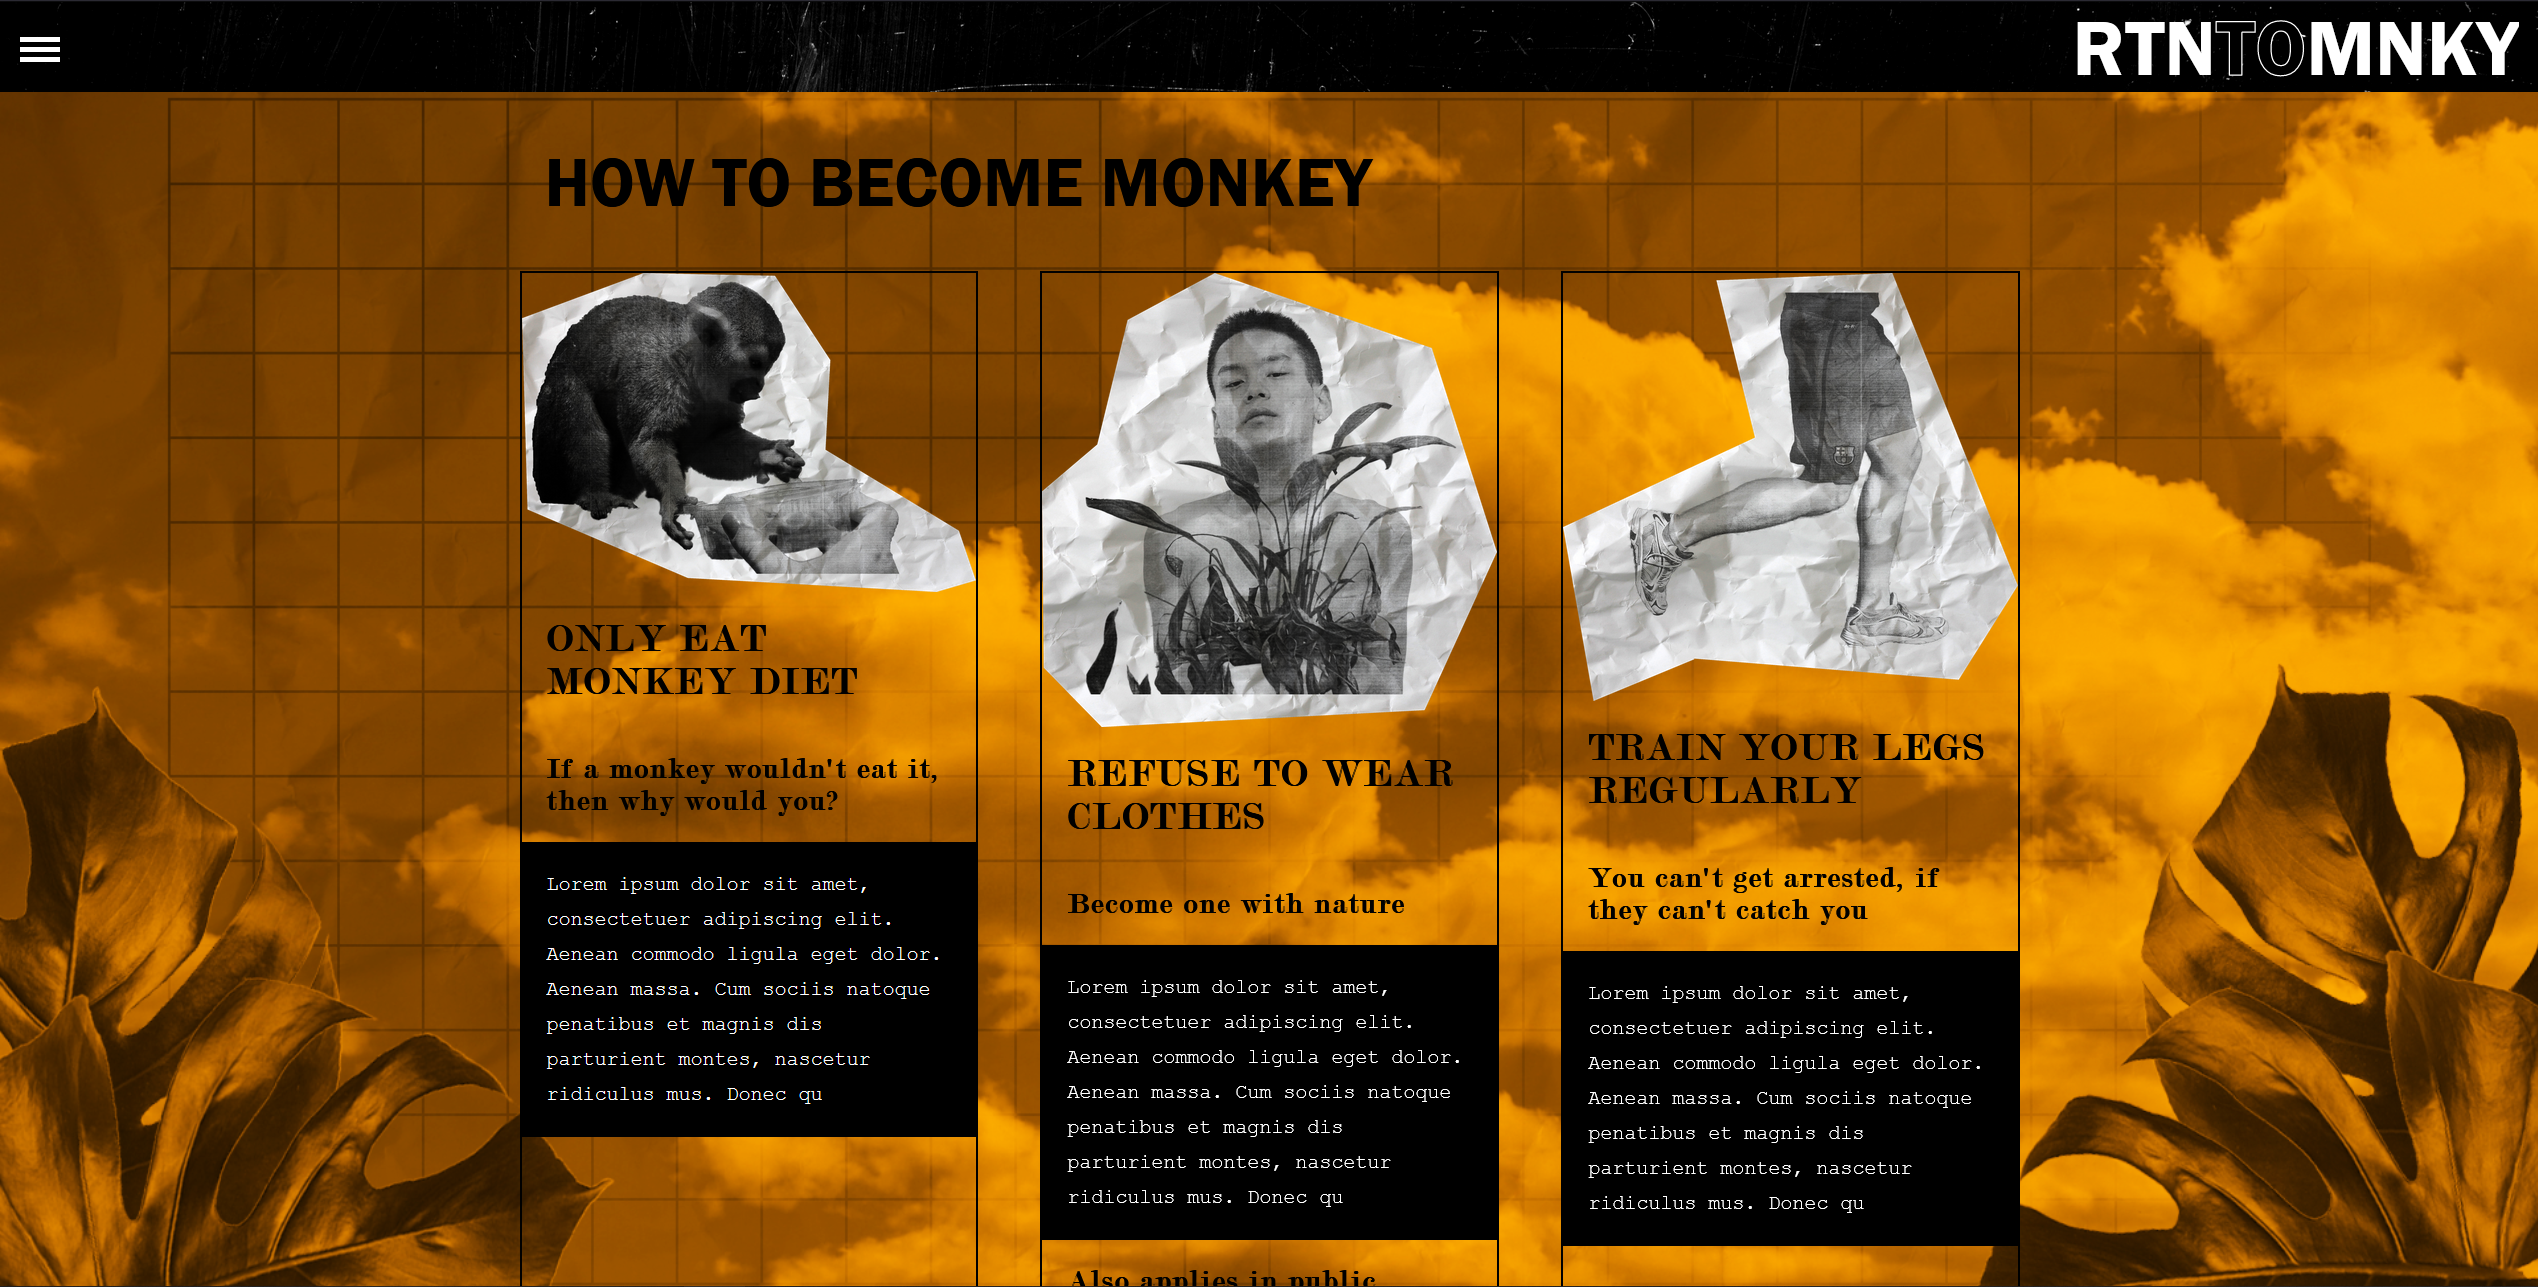 RTNTOMNKY
HOW TO BECOME MONKEY
ONLY EAT
MONKEY DIET
If a monkey wouldn't eat it,
then why would you?
Lorem ipsum dolor sit amet,
consectetuer adipiscing elit.
Aenean commodo ligula eget dolor.
Aenean massa. Cum sociis natoque
penatibus et magnis dis
parturient montes, nascetur
ridiculus mus. Donec qu
REFUSE TO WEAR
CLOTHES
Become one with nature
Lorem ipsum dolor sit amet,
consectetuer adipiscing elit.
Aenean commodo ligula eget dolor.
Aenean massa. Cum sociis natoque
penatibus et magnis dis
parturient montes, nascetur
ridiculus mus. Donec qu
Also applies in public
TRAIN YOUR LEGS
REGULARLY
You can't get arrested, if
they can't catch you
Lorem ipsum dolor sit amet,
consectetuer adipiscing elit.
Aenean commodo ligula eget dolor.
Aenean massa. Cum sociis natoque
penatibus et magnis dis
parturient montes, nascetur
ridiculus mus. Donec qu